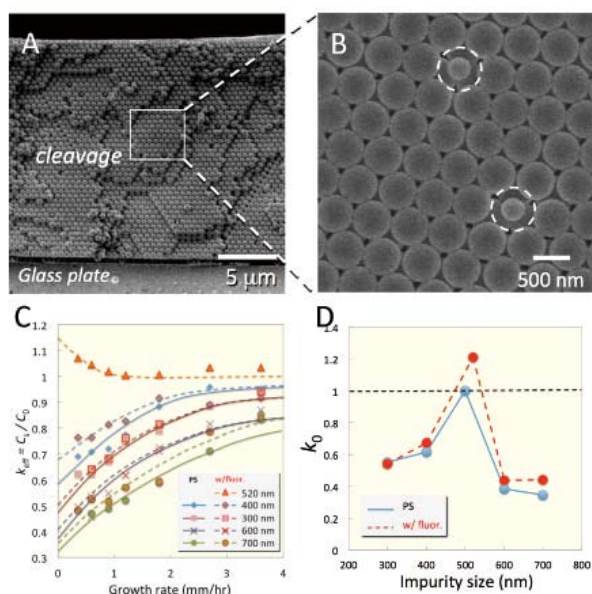 A
cleavage
Glass plate
5 μm
B
500 nm
C
k_eff = C_s / C_0
1.2
1.1
1
0.9
0.8
0.7
0.6
0.5
0.4
0.3
0 1 2 3 4
Growth rate (mm/hr)
PS w/fluor.
520 nm
400 nm
300 nm
600 nm
700 nm
D
k_0
1.4
1.2
1
0.8
0.6
0.4
0.2
0
200 300 400 500 600 700 800
Impurity size (nm)
PS
w/ fluor.